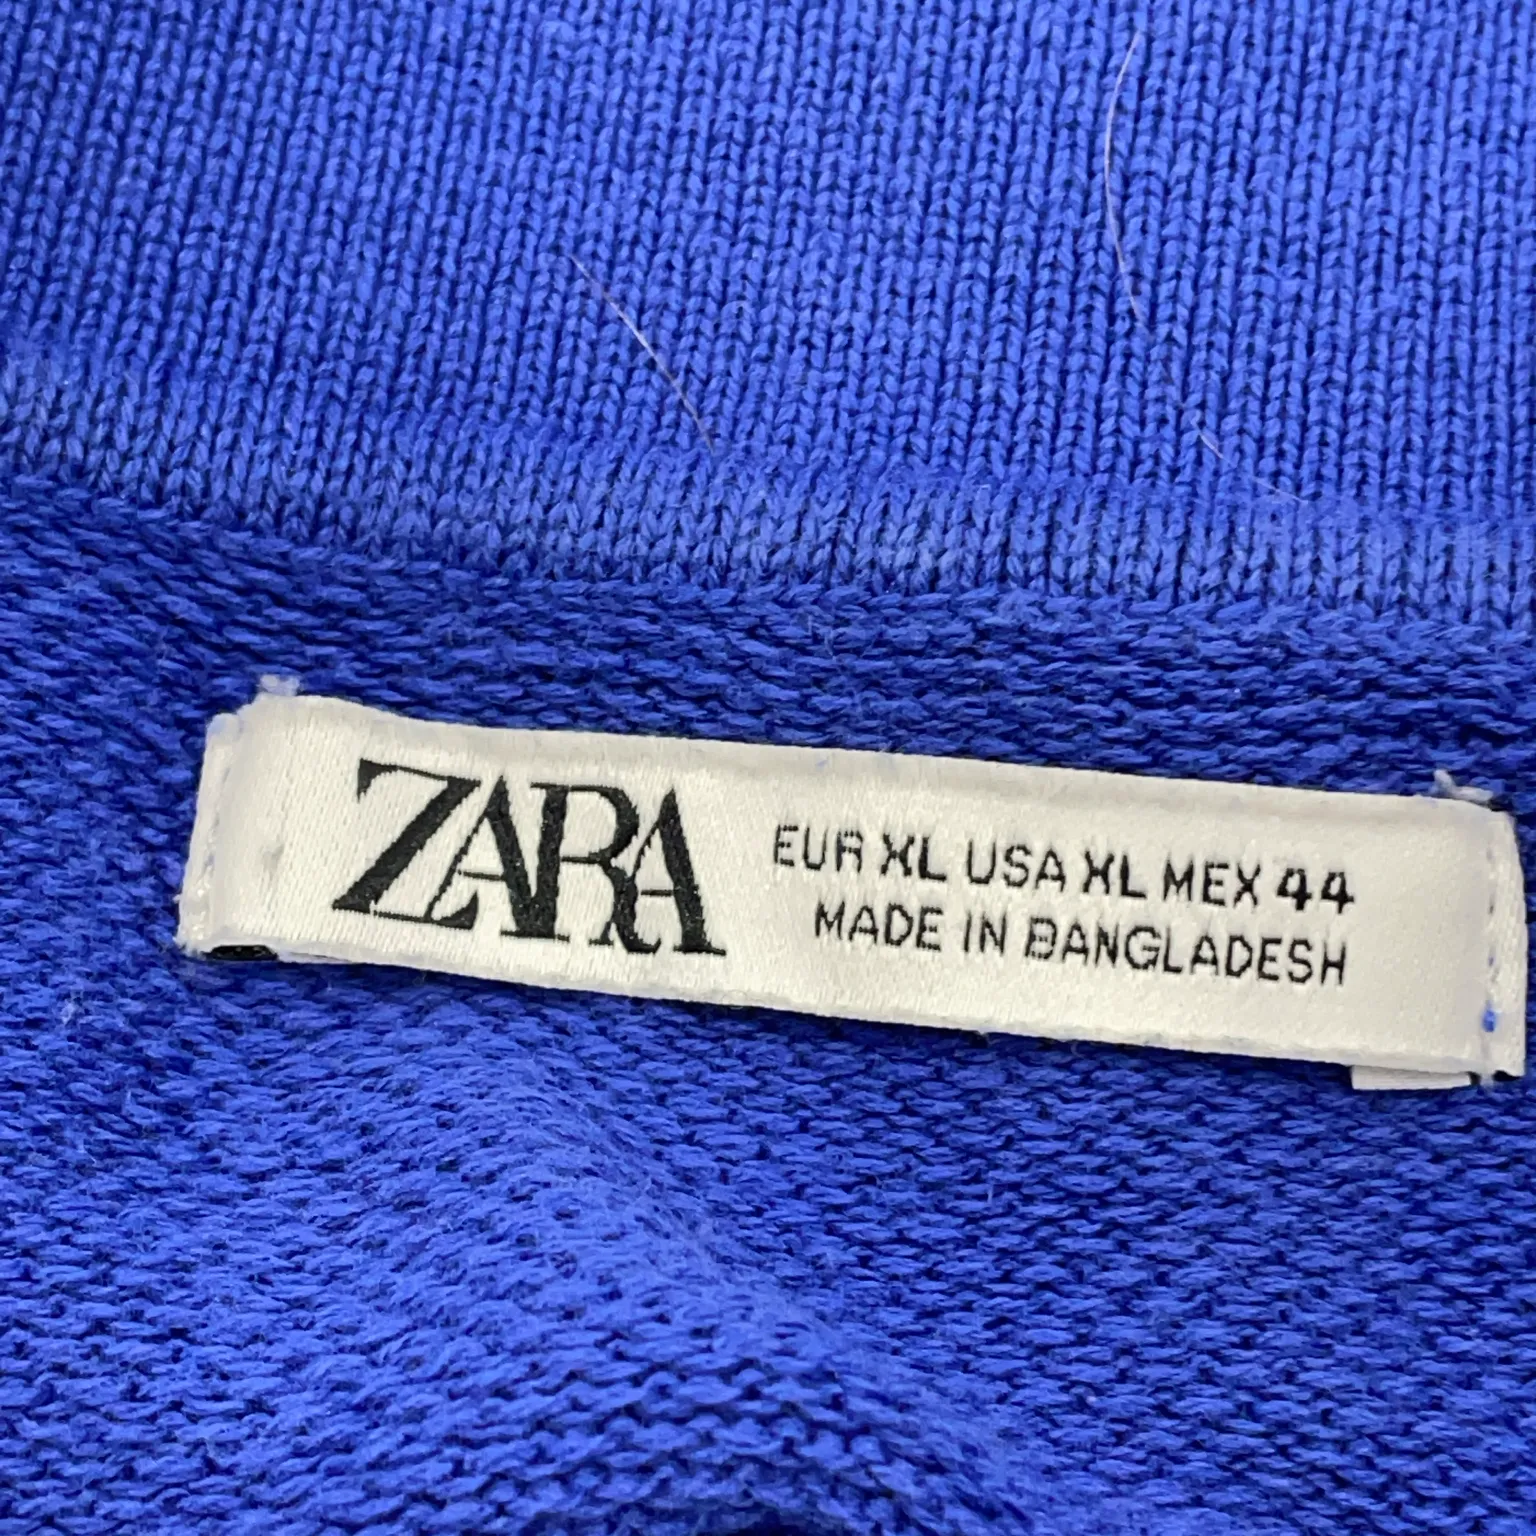 ZARA
EUR XL USA XL MEX 44
MADE IN BANGLADESH